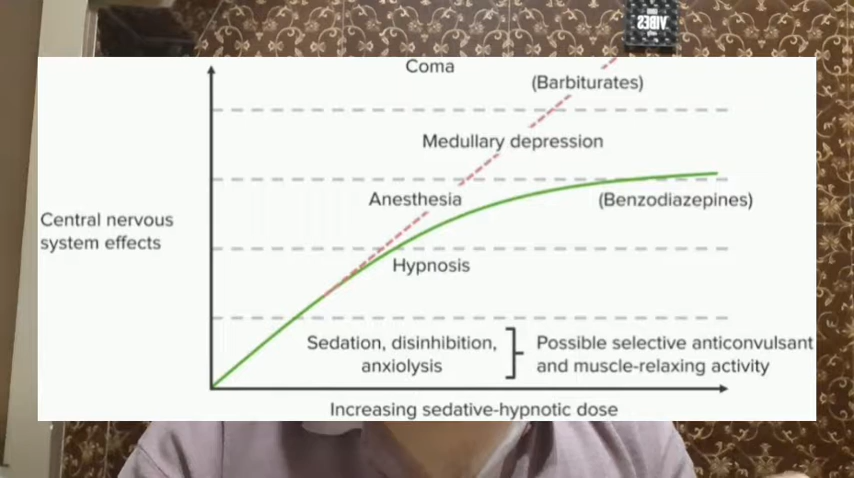 VIBES
Coma
(Barbiturates)
Medullary depression
Anesthesia
(Benzodiazepines)
Central nervous
system effects
Hypnosis
Sedation, disinhibition,
anxiolysis
Possible selective anticonvulsant
and muscle-relaxing activity
Increasing sedative-hypnotic dose